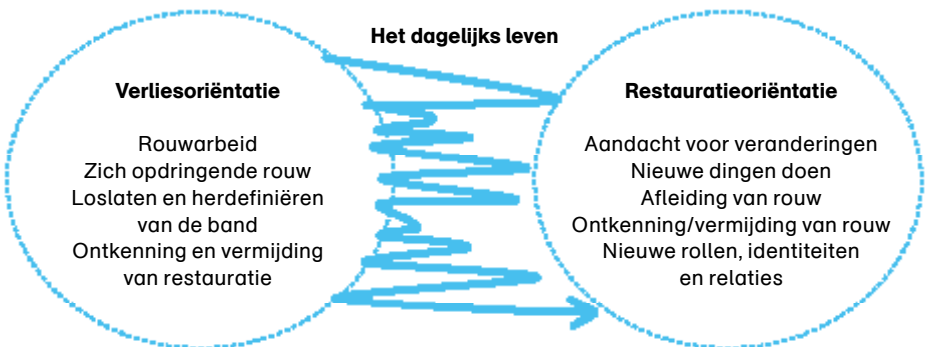 Het dagelijks leven
Verliesoriëntatie
Rouwarbeid
Zich opdringende rouw
Loslaten en herdefiniëren
van de band
Ontkenning en vermijding
van restauratie
Restauratieoriëntatie
Aandacht voor veranderingen
Nieuwe dingen doen
Afleiding van rouw
Ontkenning/vermijding van rouw
Nieuwe rollen, identiteiten
en relaties